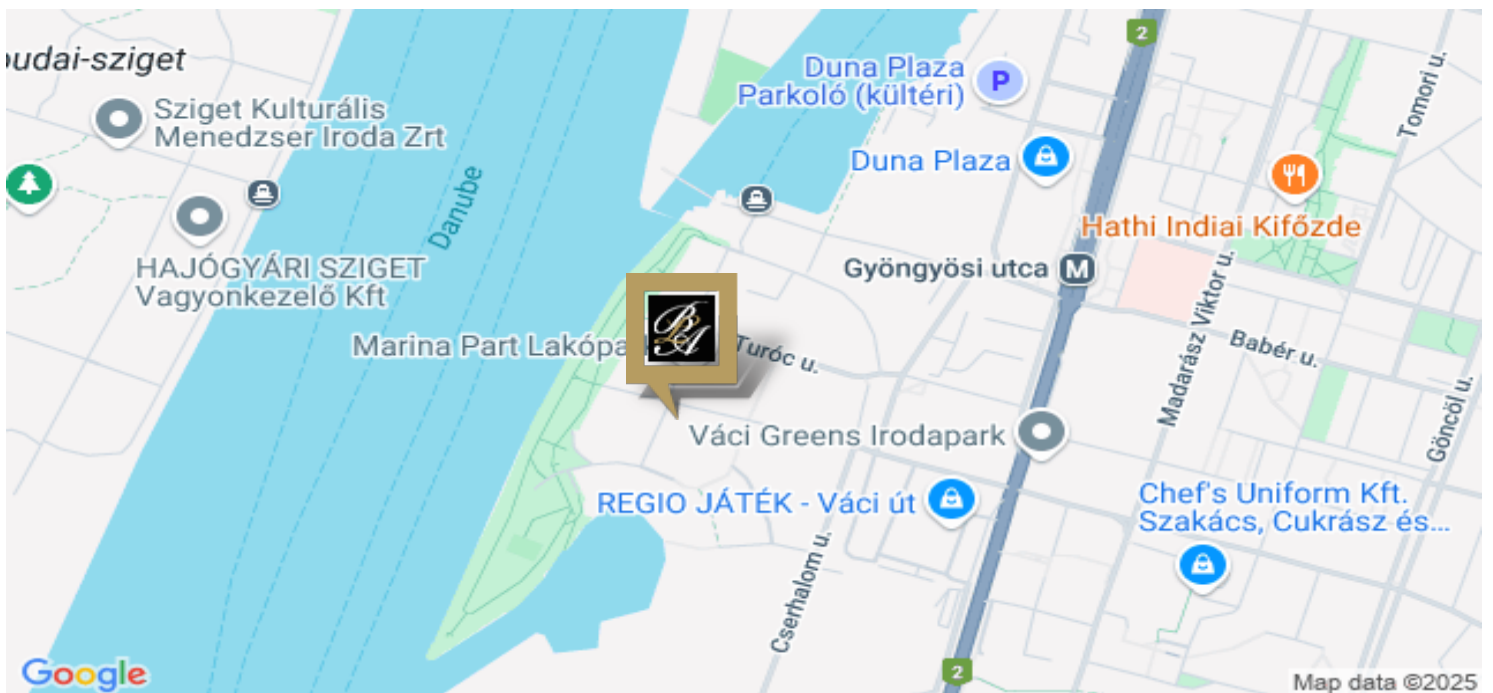 2
Duna Plaza
Parkoló (kültéri)
P
udai-sziget
Sziget Kulturális
Menedzser Iroda Zrt
Tomori u.
Duna Plaza
Danube
Hathi Indiai Kifőzde
HAJÓGYÁRI SZIGET
Vagyonkezelő Kft
Gyöngyösi utca M
Madarász Viktor u.
Marina Part Lakópa
Turóc u.
Babér u.
Göncöl u.
Váci Greens Irodapark
REGIO JÁTÉK - Váci út
Chef's Uniform Kft.
Szakács, Cukrász és...
Cserhalom u.
2
Google
Map data ©2025